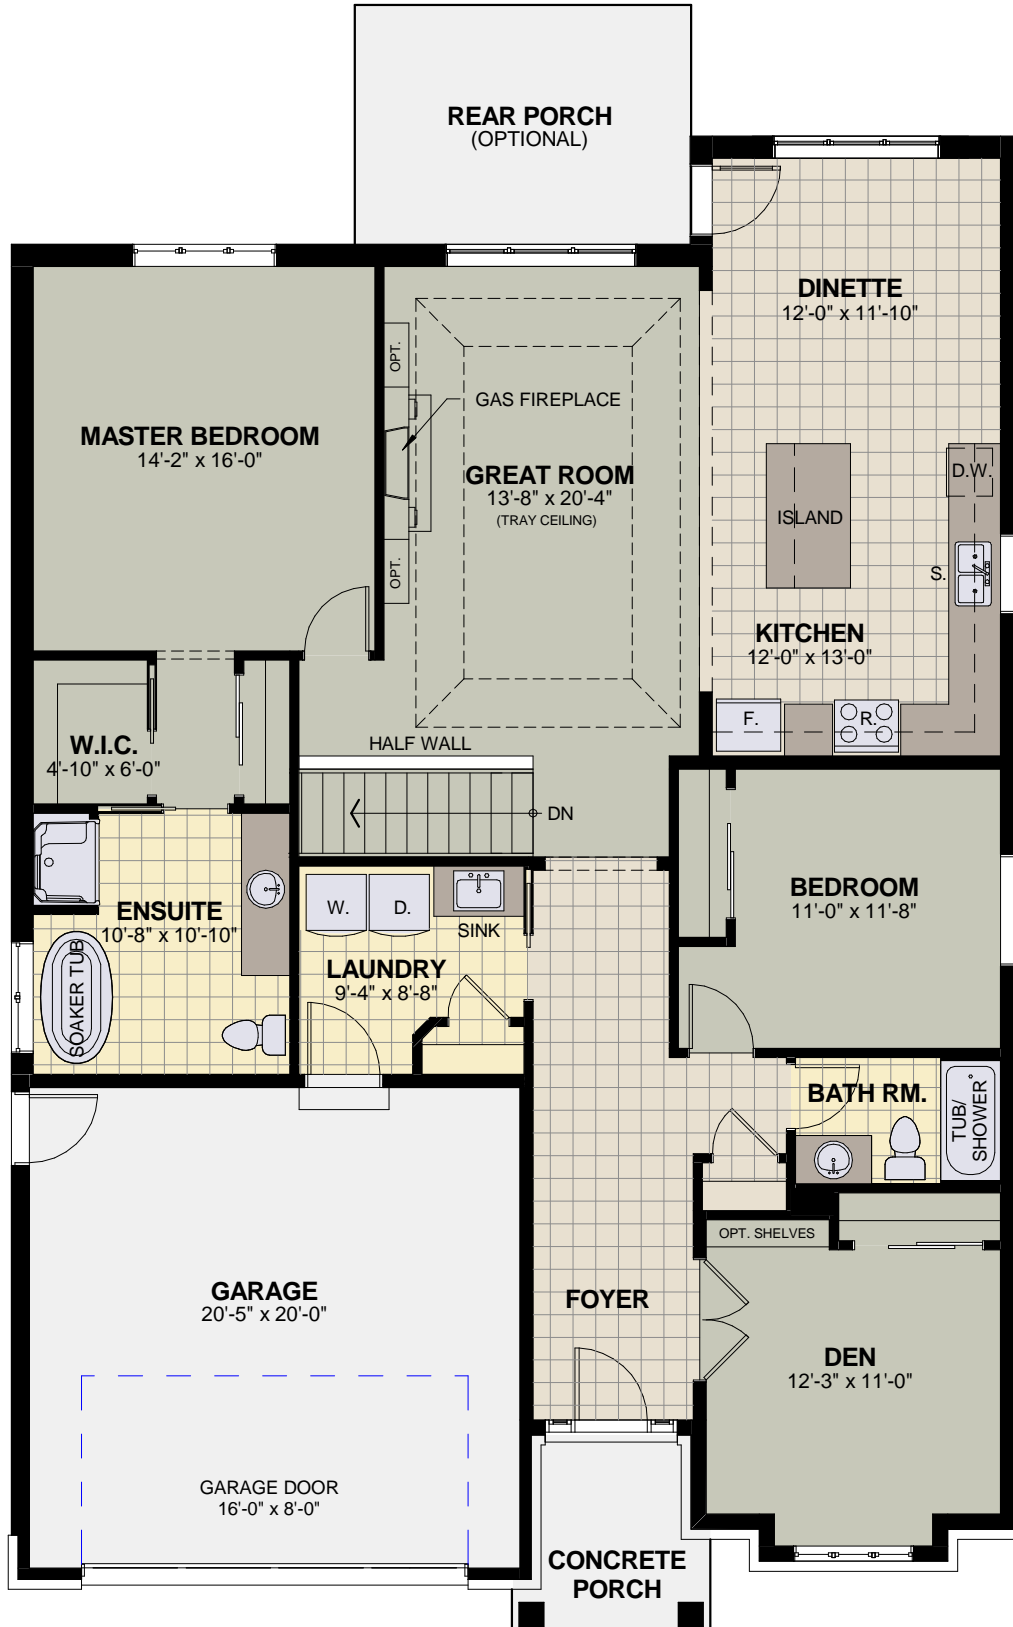 REAR PORCH
(OPTIONAL)
DINETTE
12'-0" x 11'-10"
OPT.
GAS FIREPLACE
MASTER BEDROOM
14'-2" x 16'-0"
GREAT ROOM
13'-8" x 20'-4"
(TRAY CEILING)
D.W.
ISLAND
OPT.
S.
KITCHEN
12'-0" x 13'-0"
F.
R.
W.I.C.
4'-10" x 6'-0"
HALF WALL
DN
ENSUITE
10'-8" x 10'-10"
SOAKER TUB
W.
D.
SINK
LAUNDRY
9'-4" x 8'-8"
BEDROOM
11'-0" x 11'-8"
BATH RM.
TUB/
SHOWER
OPT. SHELVES
GARAGE
20'-5" x 20'-0"
FOYER
DEN
12'-3" x 11'-0"
GARAGE DOOR
16'-0" x 8'-0"
CONCRETE
PORCH